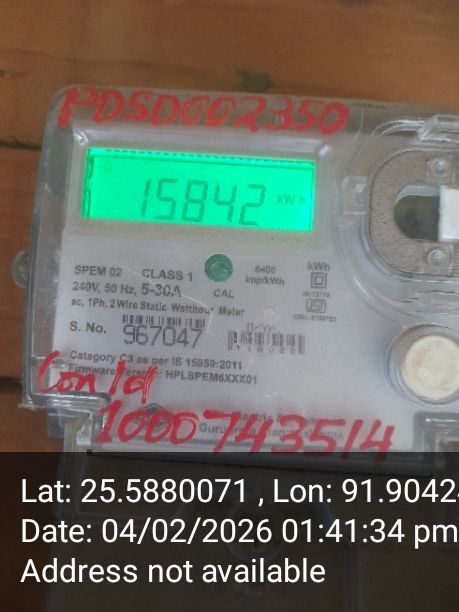 PDSD002350
15842 kWh
SPEM 02 CLASS 1 6400 kWh
240V, 50 Hz, 5-30A CAL imp/kWh
ac, 1Ph, 2 Wire Static Watthour Meter
S. No. 967047
Category C3 as per IS 15959:2011
Firmware Version: HPLSPEM6XXX01
Con Id
1000743514
Lat: 25.5880071 , Lon: 91.9042
Date: 04/02/2026 01:41:34 pm
Address not available